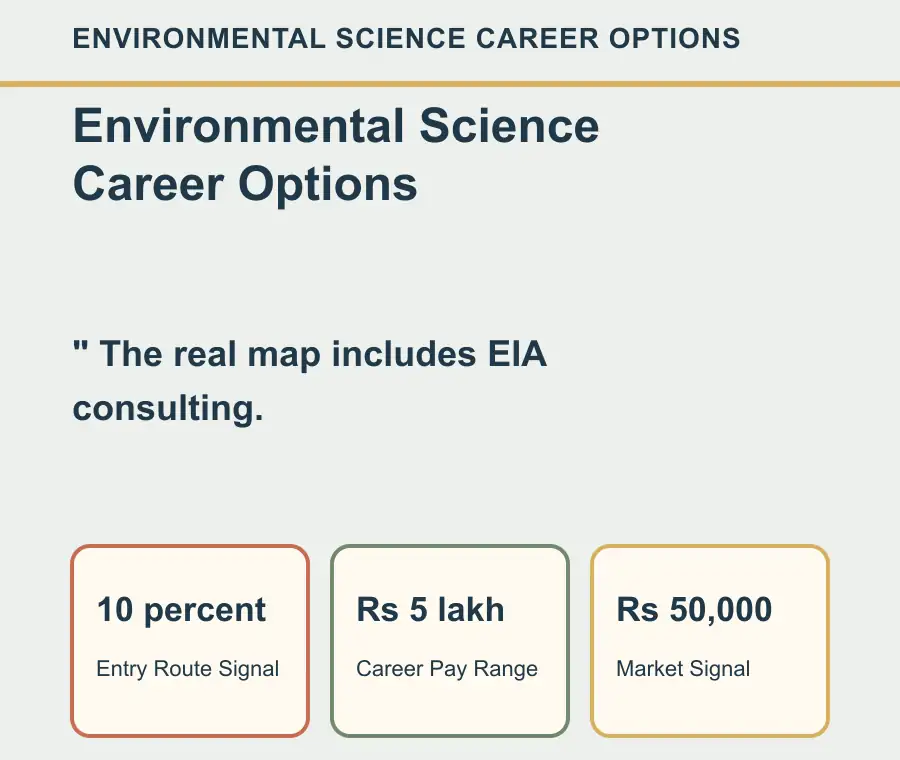 ENVIRONMENTAL SCIENCE CAREER OPTIONS
Environmental Science
Career Options
" The real map includes EIA
consulting.
10 percent
Entry Route Signal
Rs 5 lakh
Career Pay Range
Rs 50,000
Market Signal